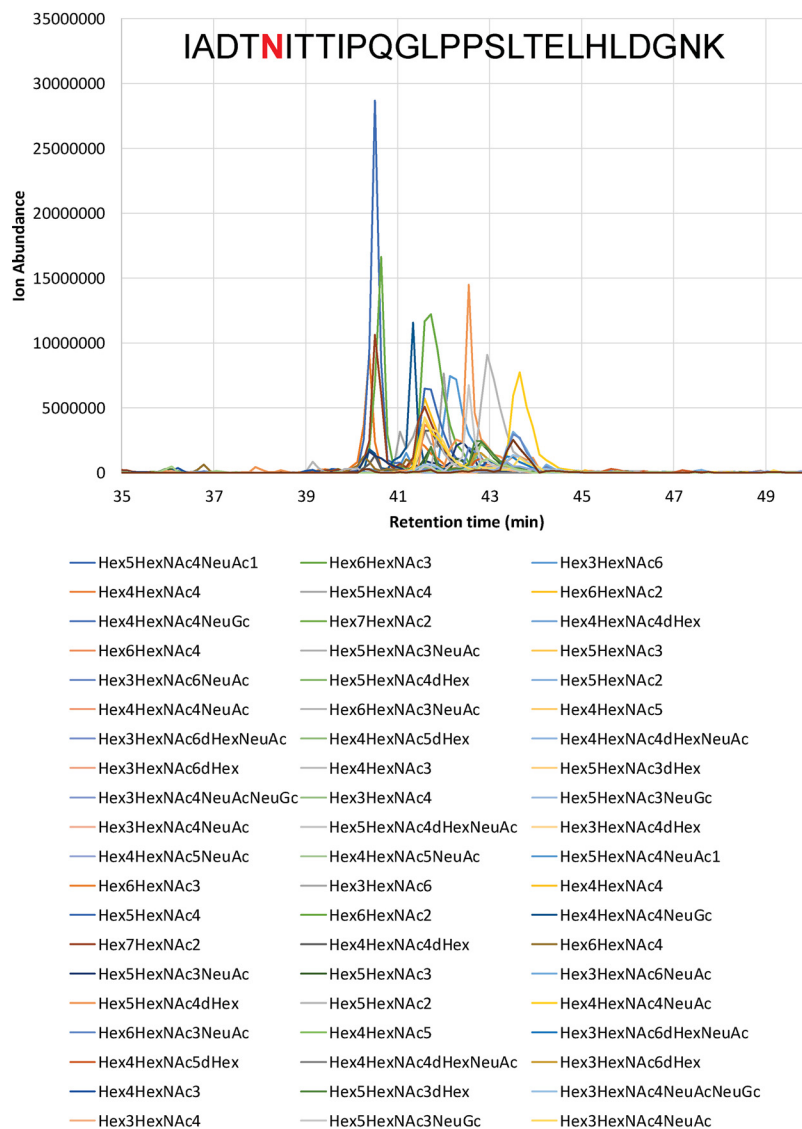 IADTNITTIPQGLPPSLTELHLDGNK
35000000
30000000
25000000
20000000
15000000
10000000
5000000
0
Ion Abundance
35 37 39 41 43 45 47 49
Retention time (min)
Hex5HexNAc4NeuAc1 Hex6HexNAc3 Hex3HexNAc6
Hex4HexNAc4 Hex5HexNAc4 Hex6HexNAc2
Hex4HexNAc4NeuGc Hex7HexNAc2 Hex4HexNAc4dHex
Hex6HexNAc4 Hex5HexNAc3NeuAc Hex5HexNAc3
Hex3HexNAc6NeuAc Hex5HexNAc4dHex Hex5HexNAc2
Hex4HexNAc4NeuAc Hex6HexNAc3NeuAc Hex4HexNAc5
Hex3HexNAc6dHexNeuAc Hex4HexNAc5dHex Hex4HexNAc4dHexNeuAc
Hex3HexNAc6dHex Hex4HexNAc3 Hex5HexNAc3dHex
Hex3HexNAc4NeuAcNeuGc Hex3HexNAc4 Hex5HexNAc3NeuGc
Hex3HexNAc4NeuAc Hex5HexNAc4dHexNeuAc Hex3HexNAc4dHex
Hex4HexNAc5NeuAc Hex4HexNAc5NeuAc Hex5HexNAc4NeuAc1
Hex6HexNAc3 Hex3HexNAc6 Hex4HexNAc4
Hex5HexNAc4 Hex6HexNAc2 Hex4HexNAc4NeuGc
Hex7HexNAc2 Hex4HexNAc4dHex Hex6HexNAc4
Hex5HexNAc3NeuAc Hex5HexNAc3 Hex3HexNAc6NeuAc
Hex5HexNAc4dHex Hex5HexNAc2 Hex4HexNAc4NeuAc
Hex6HexNAc3NeuAc Hex4HexNAc5 Hex3HexNAc6dHexNeuAc
Hex4HexNAc5dHex Hex4HexNAc4dHexNeuAc Hex3HexNAc6dHex
Hex4HexNAc3 Hex5HexNAc3dHex Hex3HexNAc4NeuAcNeuGc
Hex3HexNAc4 Hex5HexNAc3NeuGc Hex3HexNAc4NeuAc